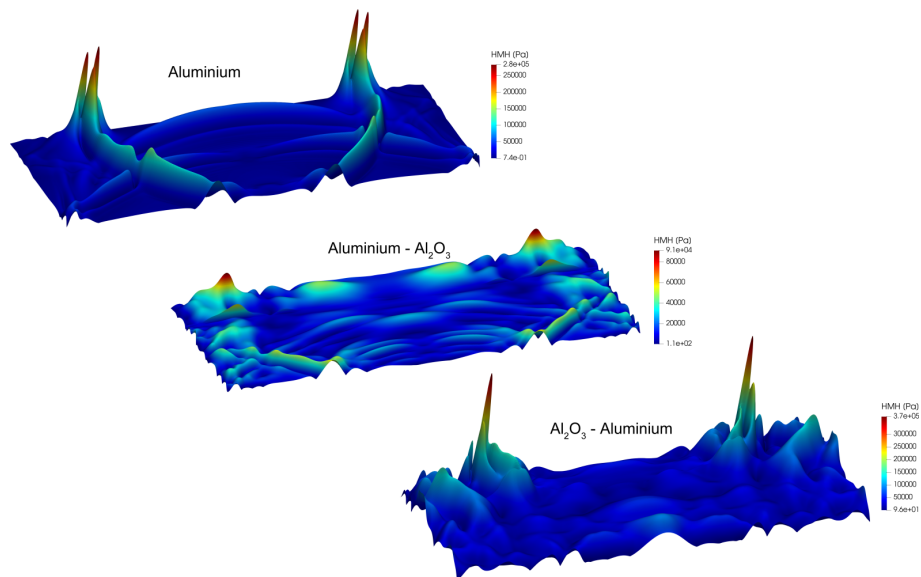 Aluminium
HMH (Pa)
2.8e+05
250000
200000
150000
100000
50000
7.4e-01
Aluminium - Al₂O₃
HMH (Pa)
9.1e+04
80000
60000
40000
20000
1.1e+02
Al₂O₃ - Aluminium
HMH (Pa)
3.7e+05
300000
250000
200000
150000
100000
50000
9.6e+01